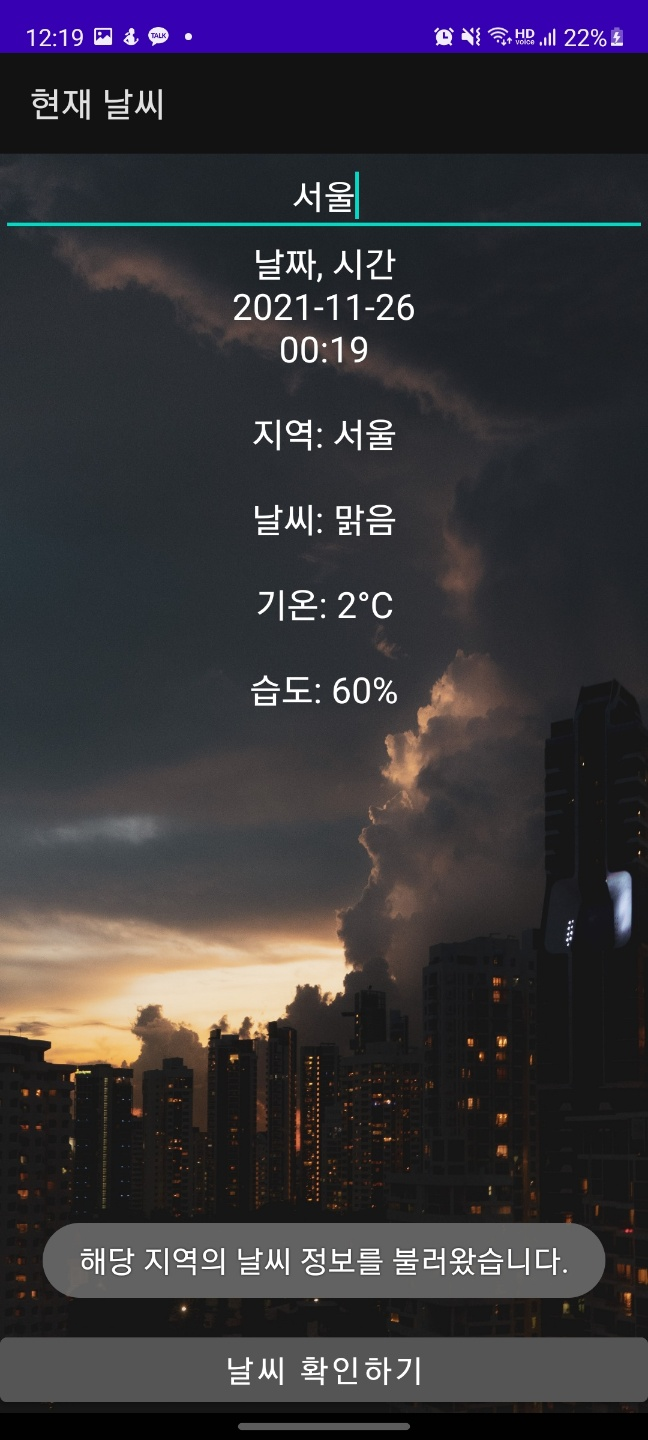 12:19 TALK HD voice 22%
현재 날씨
서울
날짜, 시간
2021-11-26
00:19
지역: 서울
날씨: 맑음
기온: 2°C
습도: 60%
해당 지역의 날씨 정보를 불러왔습니다.
날씨 확인하기